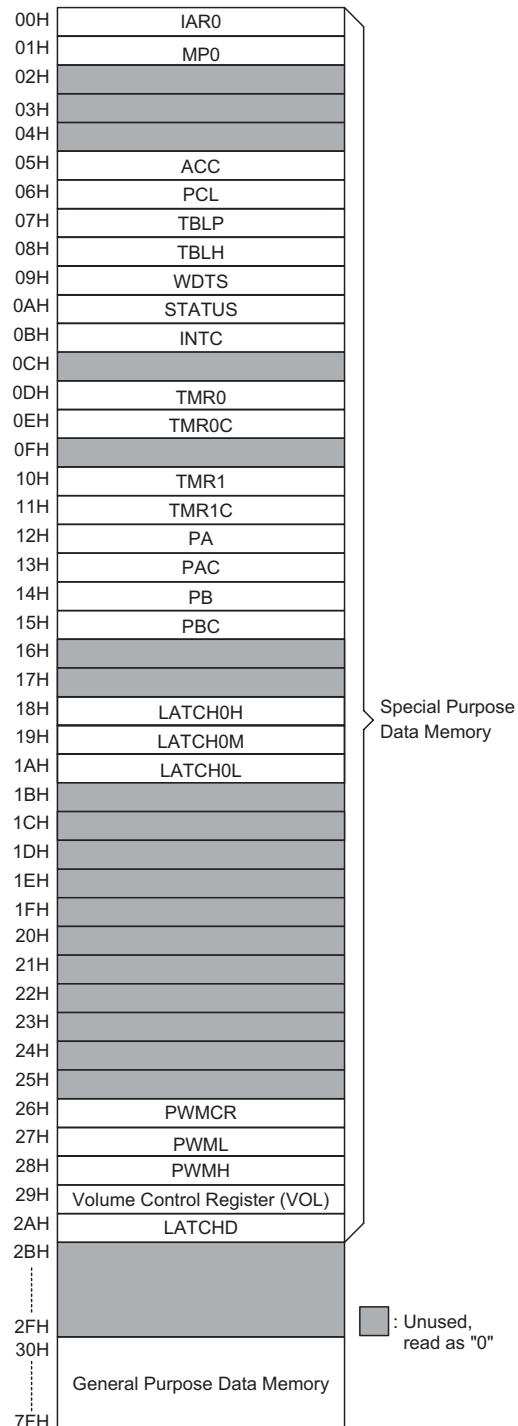 00H IAR0
01H MP0
02H
03H
04H
05H ACC
06H PCL
07H TBLP
08H TBLH
09H WDTS
0AH STATUS
0BH INTC
0CH
0DH TMR0
0EH TMR0C
0FH
10H TMR1
11H TMR1C
12H PA
13H PAC
14H PB
15H PBC
16H
17H
18H LATCH0H
Special Purpose
19H LATCH0M
Data Memory
1AH LATCH0L
1BH
1CH
1DH
1EH
1FH
20H
21H
22H
23H
24H
25H
26H PWMCR
27H PWML
28H PWMH
29H Volume Control Register (VOL)
2AH LATCHD
2BH
2FH
: Unused,
read as "0"
30H
General Purpose Data Memory
7FH